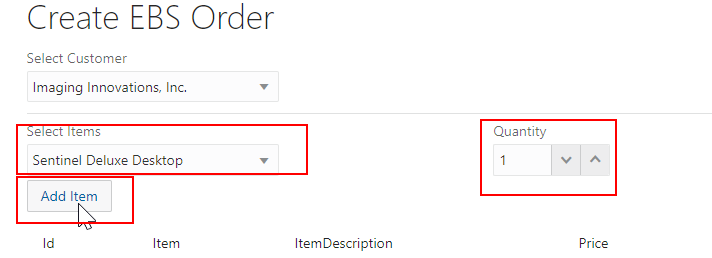 Create EBS Order
Select Customer
Imaging Innovations, Inc.
Select Items
Quantity
Sentinel Deluxe Desktop
1
Add Item
Id Item ItemDescription Price